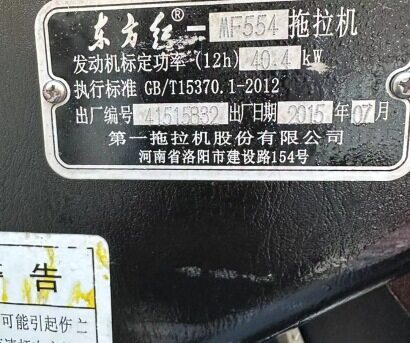 东方红®－MF554拖拉机
发动机标定功率(12h) 40.4 kW
执行标准 GB/T15370.1-2012
出厂编号 41515832 出厂日期 2015 年 07 月
第一拖拉机股份有限公司
河南省洛阳市建设路154号
告
可能引起伤亡